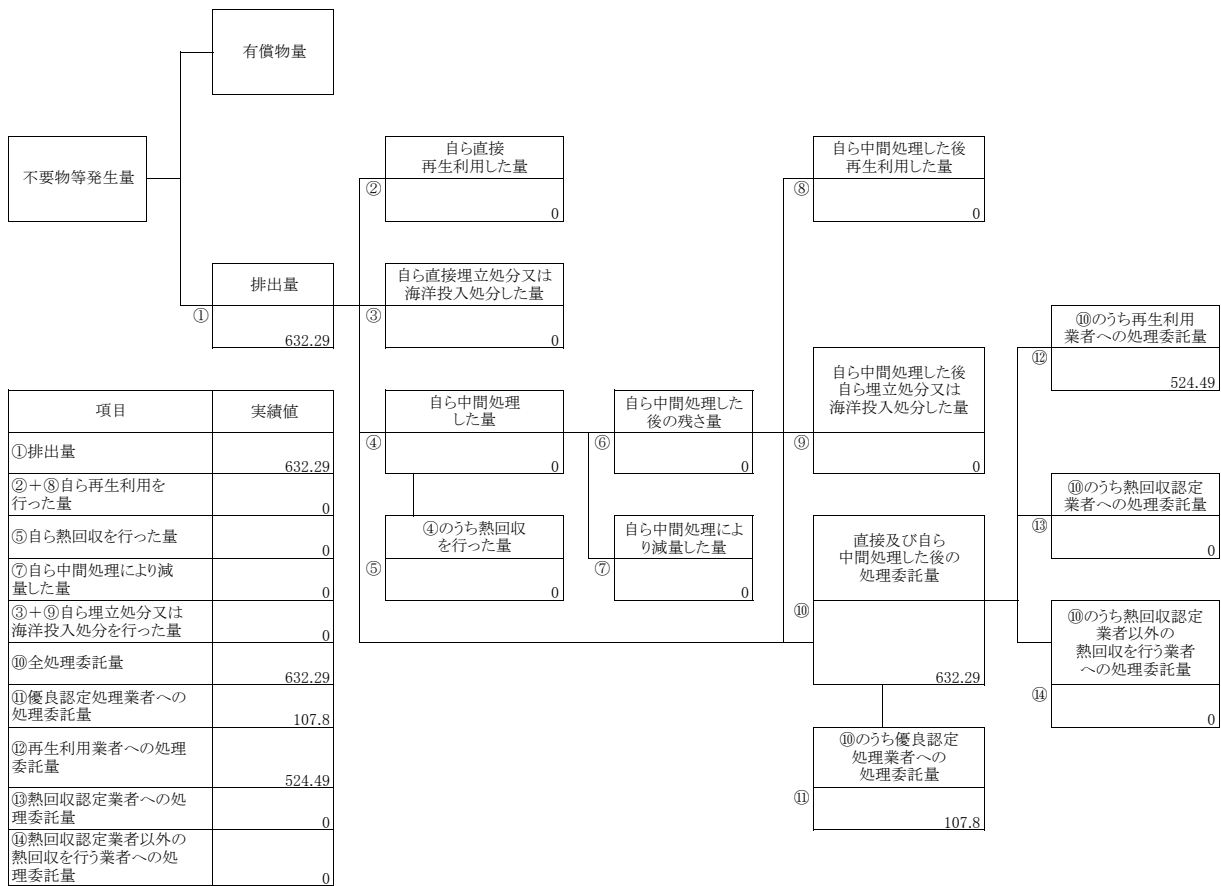 有償物量
不要物等発生量
自ら直接
再生利用した量
②
0
自ら中間処理した後
再生利用した量
⑧
0
排出量
①
632.29
自ら直接埋立処分又は
海洋投入処分した量
③
0
⑩のうち再生利用
業者への処理委託量
⑫
524.49
自ら中間処理
した量
④
0
自ら中間処理した
後の残さ量
⑥
0
自ら中間処理した後
自ら埋立処分又は
海洋投入処分した量
⑨
0
⑩のうち熱回収認定
業者への処理委託量
⑬
0
④のうち熱回収
を行った量
⑤
0
自ら中間処理によ
り減量した量
⑦
0
直接及び自ら
中間処理した後の
処理委託量
⑩
632.29
⑩のうち熱回収認定
業者以外の
熱回収を行う業者
への処理委託量
⑭
0
⑩のうち優良認定
処理業者への
処理委託量
⑪
107.8
項目 実績値
①排出量
632.29
②+⑧自ら再生利用を
行った量
0
⑤自ら熱回収を行った量
0
⑦自ら中間処理により減
量した量
0
③+⑨自ら埋立処分又は
海洋投入処分を行った量
0
⑩全処理委託量
632.29
⑪優良認定処理業者への
処理委託量
107.8
⑫再生利用業者への処理
委託量
524.49
⑬熱回収認定業者への処
理委託量
0
⑭熱回収認定業者以外の
熱回収を行う業者への処
理委託量
0